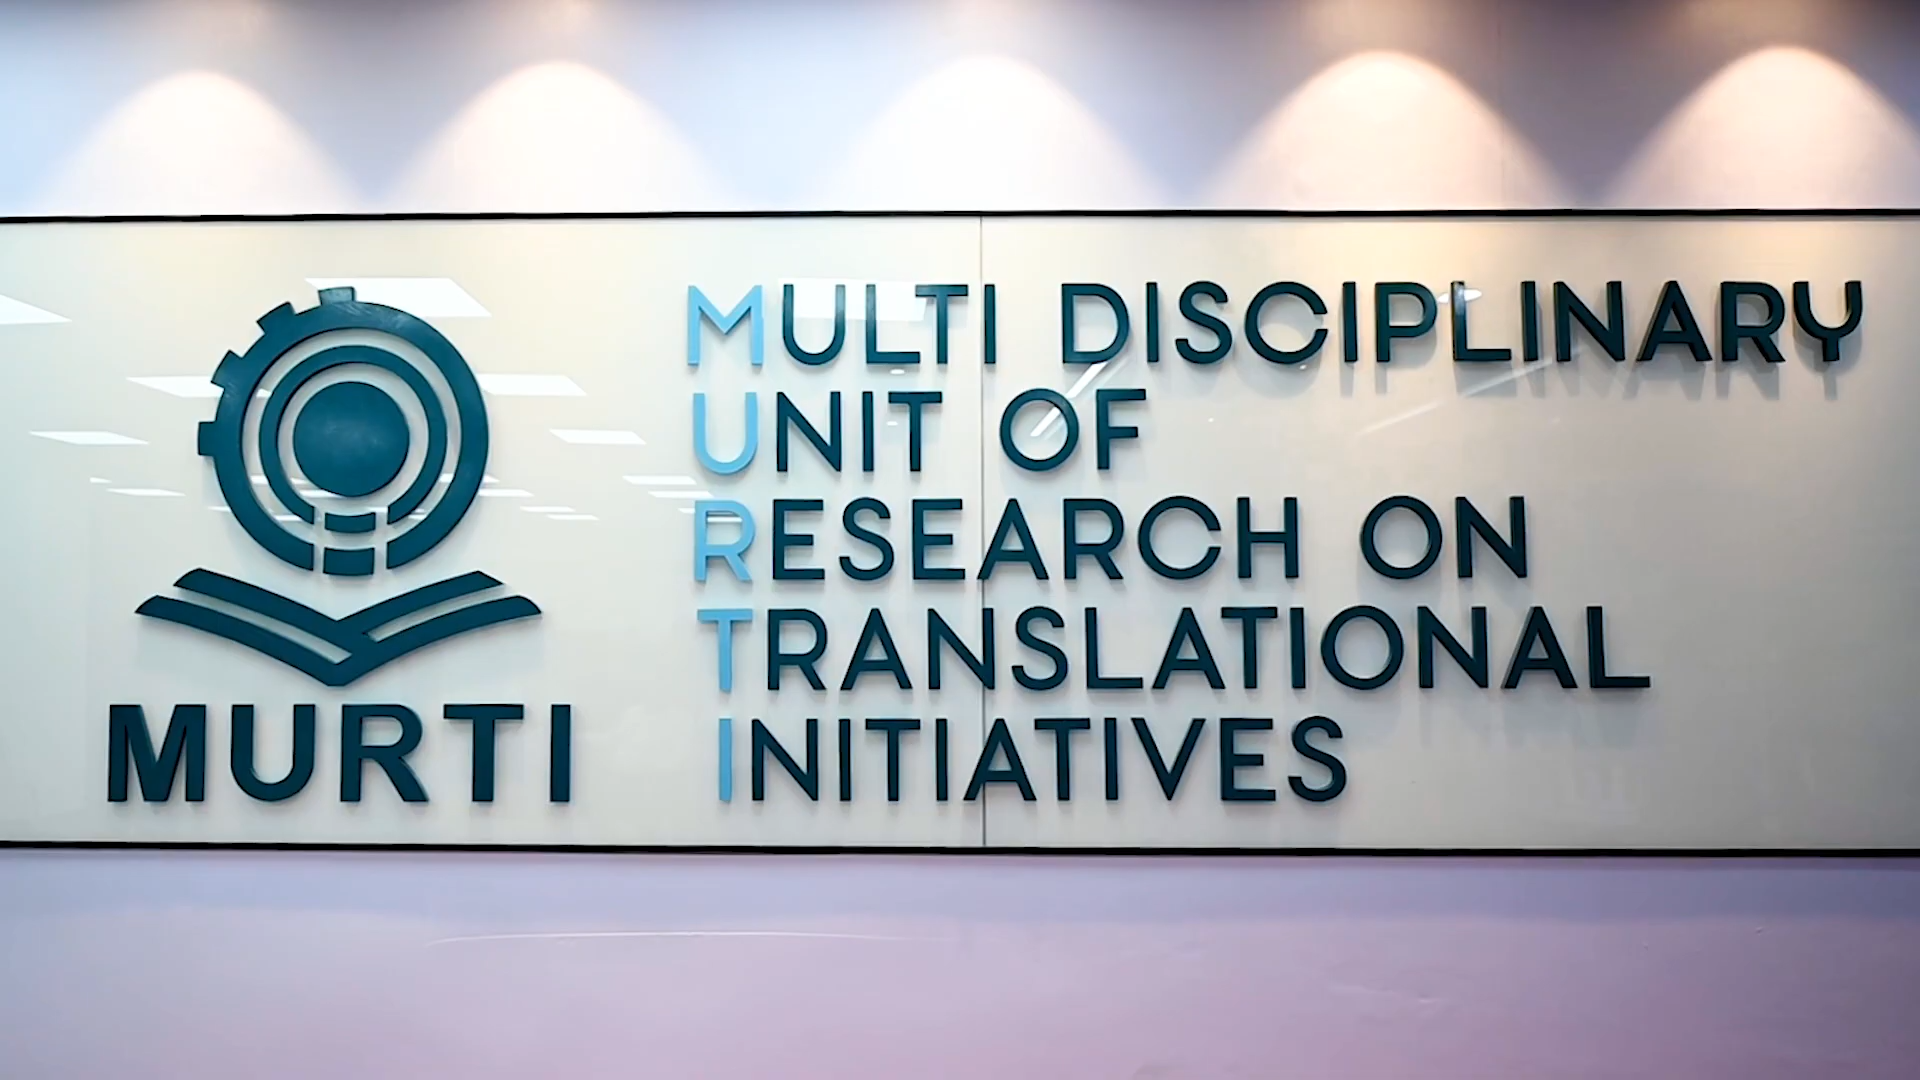 MURTI
MULTI DISCIPLINARY
UNIT OF
RESEARCH ON
TRANSLATIONAL
INITIATIVES